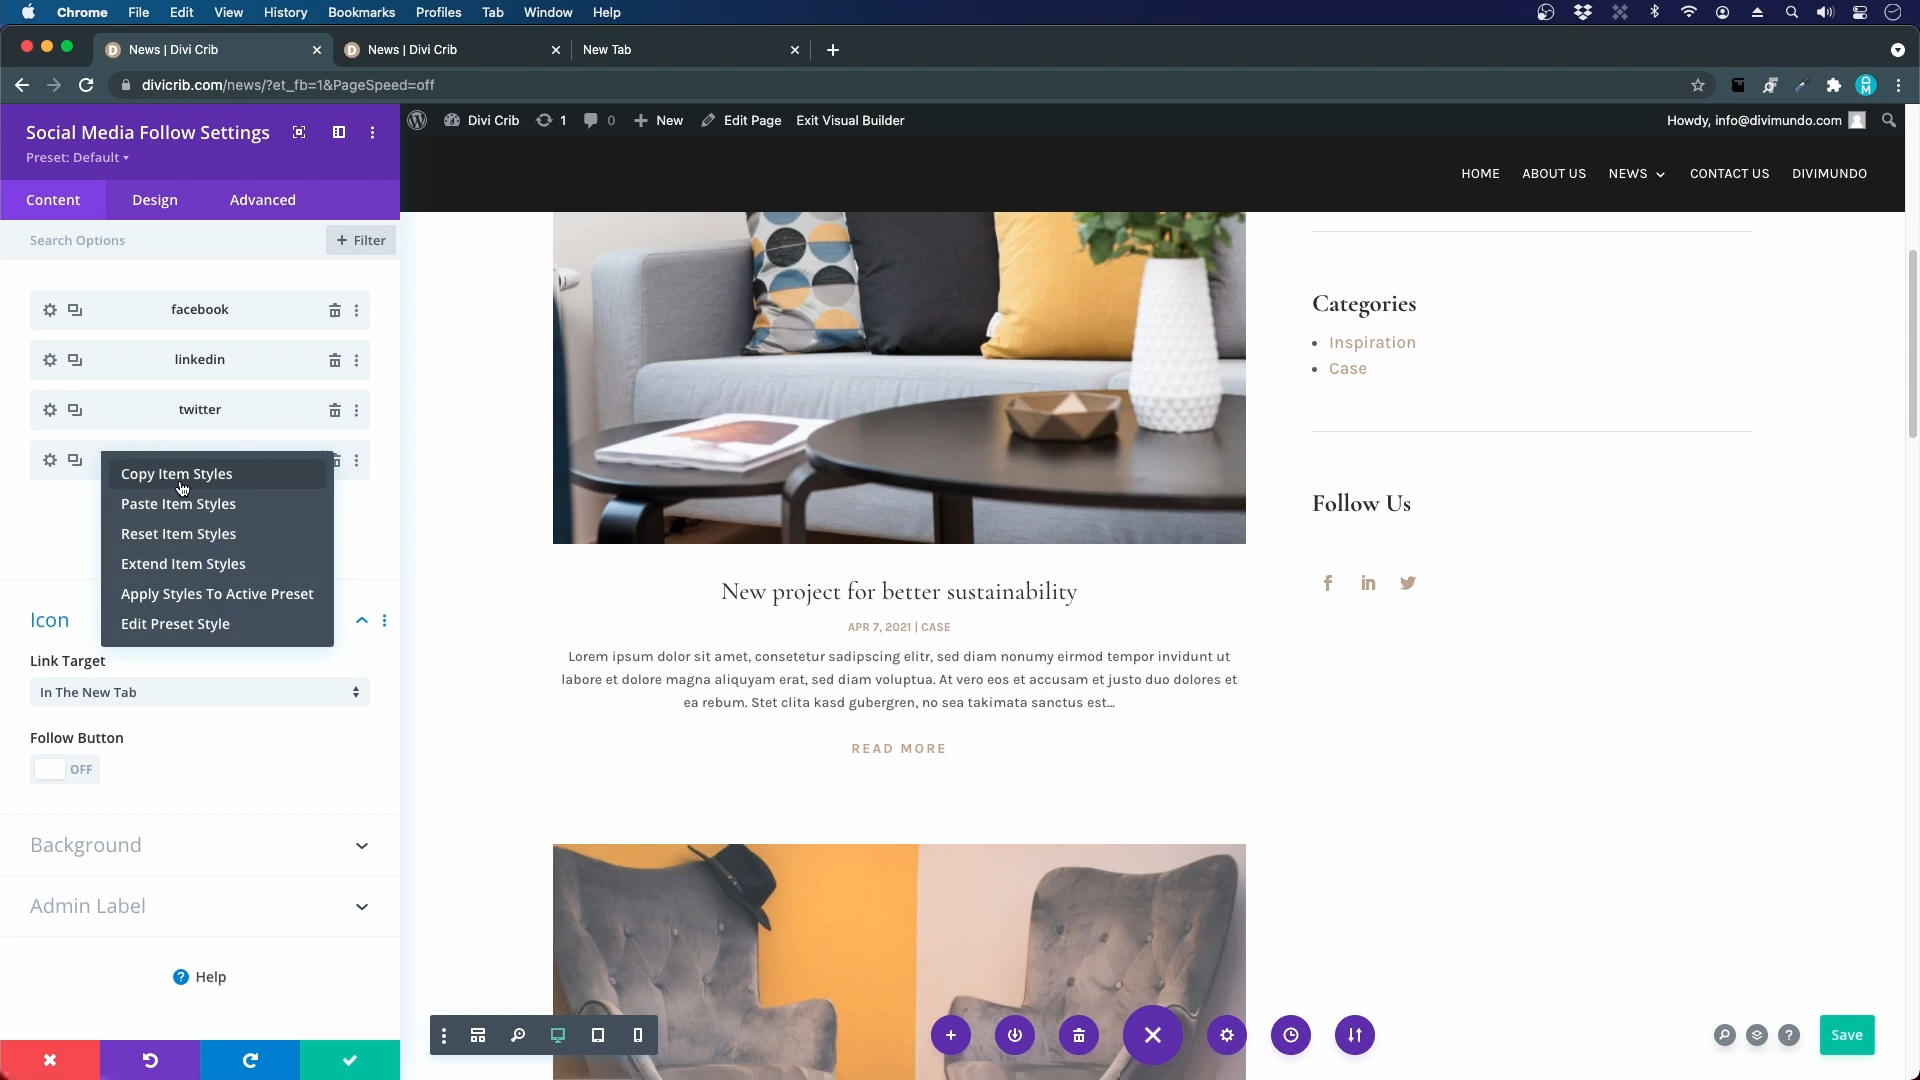 Chrome File Edit View History Bookmarks Profiles Tab Window Help
News | Divi Crib News | Divi Crib New Tab
divicrib.com/news/?et_fb=1&PageSpeed=off
Social Media Follow Settings
Preset: Default
Content Design Advanced
Search Options
+ Filter
facebook
linkedin
twitter
Copy Item Styles
Paste Item Styles
Reset Item Styles
Extend Item Styles
Apply Styles To Active Preset
Edit Preset Style
Icon
Link Target
In The New Tab
Follow Button
OFF
Background
Admin Label
? Help
Divi Crib 1 0 + New Edit Page Exit Visual Builder
Howdy, info@divimundo.com
HOME ABOUT US NEWS CONTACT US DIVIMUNDO
New project for better sustainability
APR 7, 2021 | CASE
Lorem ipsum dolor sit amet, consetetur sadipscing elitr, sed diam nonumy eirmod tempor invidunt ut
labore et dolore magna aliquyam erat, sed diam voluptua. At vero eos et accusam et justo duo dolores et
ea rebum. Stet clita kasd gubergren, no sea takimata sanctus est...
READ MORE
Categories
Inspiration
Case
Follow Us
f in
?
Save